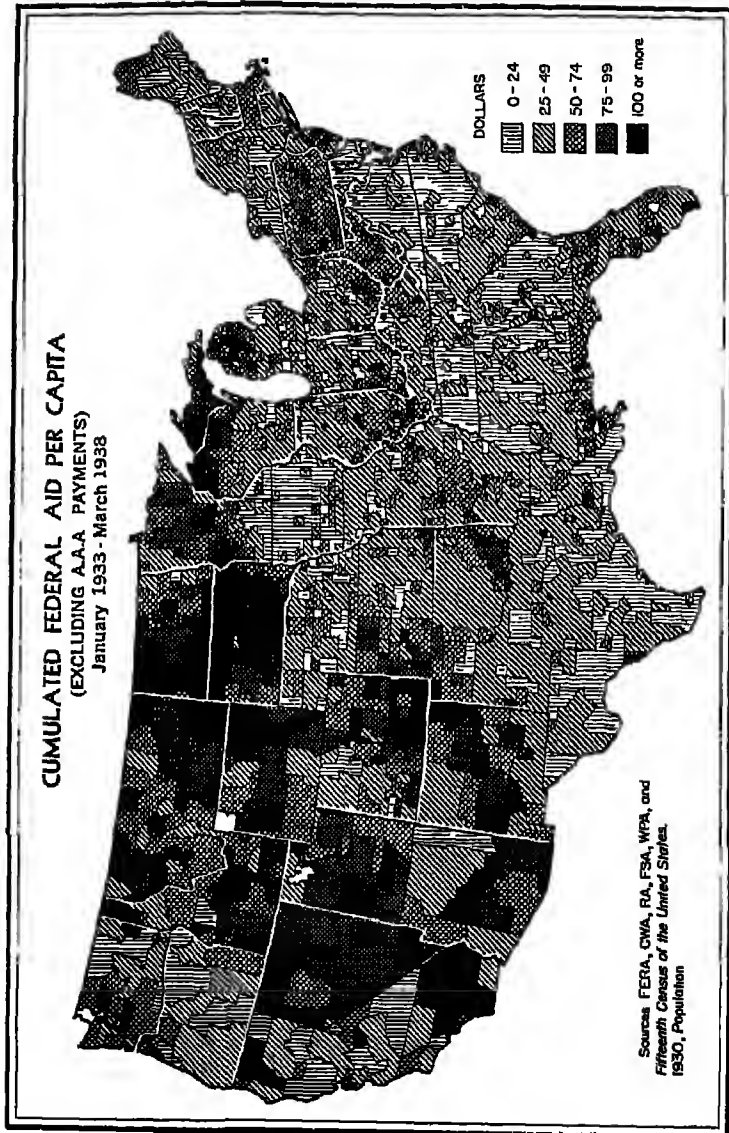 CUMULATED FEDERAL AID PER CAPITA
(EXCLUDING A.A.A PAYMENTS)
January 1933 - March 1938
DOLLARS
0 - 24
25 - 49
50 - 74
75 - 99
100 or more
Sources FERA, CWA, RA, FSA, WPA, and
Fifteenth Census of the United States,
1930, Population